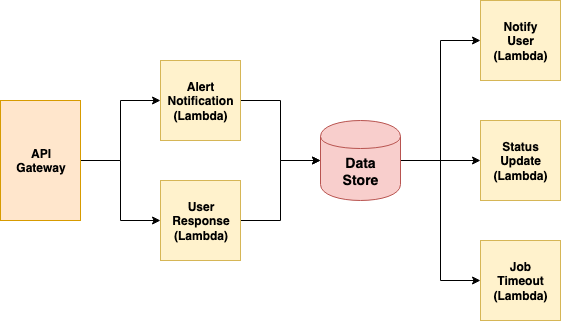 API
Gateway
Alert
Notification
(Lambda)
User
Response
(Lambda)
Data
Store
Notify
User
(Lambda)
Status
Update
(Lambda)
Job
Timeout
(Lambda)